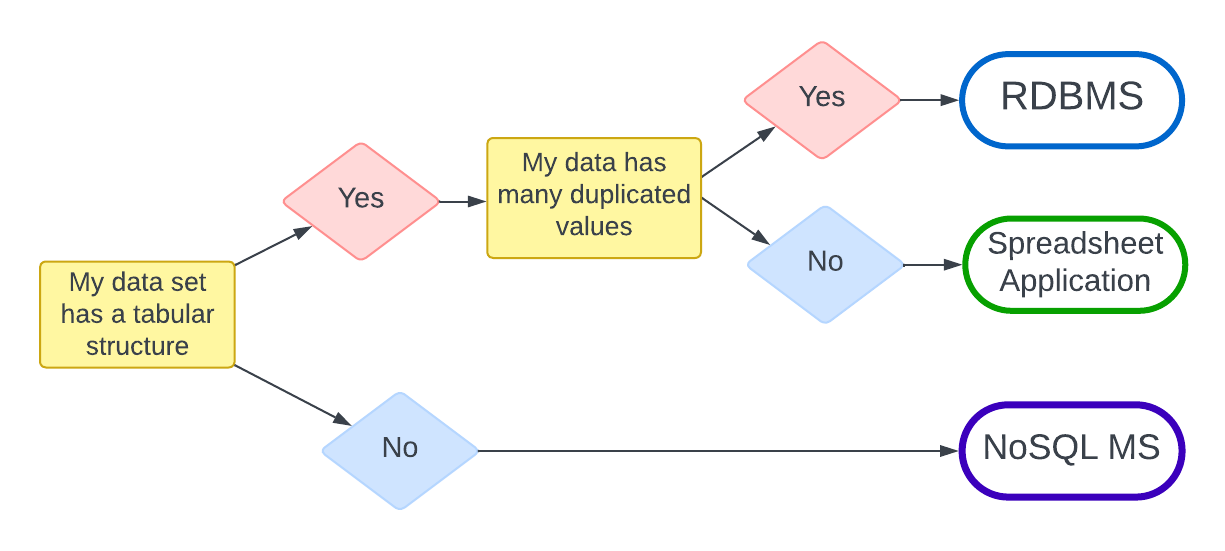 My data set
has a tabular
structure
Yes
No
My data has
many duplicated
values
Yes
No
RDBMS
Spreadsheet
Application
NoSQL MS